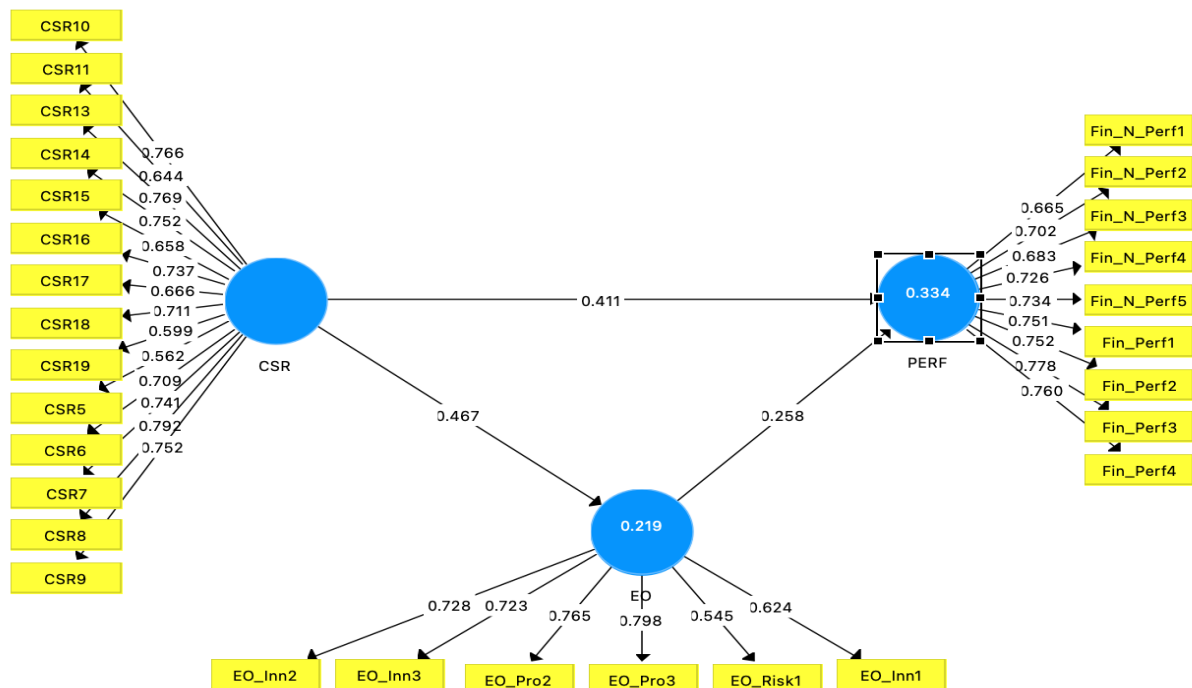 CSR10
CSR11
CSR13
CSR14
CSR15
CSR16
CSR17
CSR18
CSR19
CSR5
CSR6
CSR7
CSR8
CSR9
0.766
0.644
0.769
0.752
0.658
0.737
0.666
0.711
0.599
0.562
0.709
0.741
0.792
0.752
CSR
0.411
0.467
0.258
0.334
PERF
0.665
0.702
0.683
0.726
0.734
0.751
0.752
0.778
0.760
Fin_N_Perf1
Fin_N_Perf2
Fin_N_Perf3
Fin_N_Perf4
Fin_N_Perf5
Fin_Perf1
Fin_Perf2
Fin_Perf3
Fin_Perf4
0.219
EO
0.728
0.723
0.765
0.798
0.545
0.624
EO_Inn2
EO_Inn3
EO_Pro2
EO_Pro3
EO_Risk1
EO_Inn1